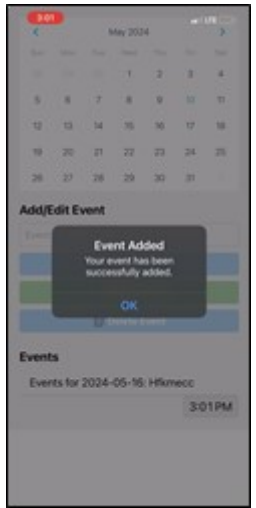 3:01
LTE
May 2024
1 2 3 4
5 6 7 8 9 10 11
12 13 14 15 16 17 18
19 20 21 22 23 24 25
26 27 28 29 30 31
Add/Edit Event
Event Added
Your event has been
successfully added.
OK
Delete Event
Events
Events for 2024-05-16: Hfkmecc
3:01 PM